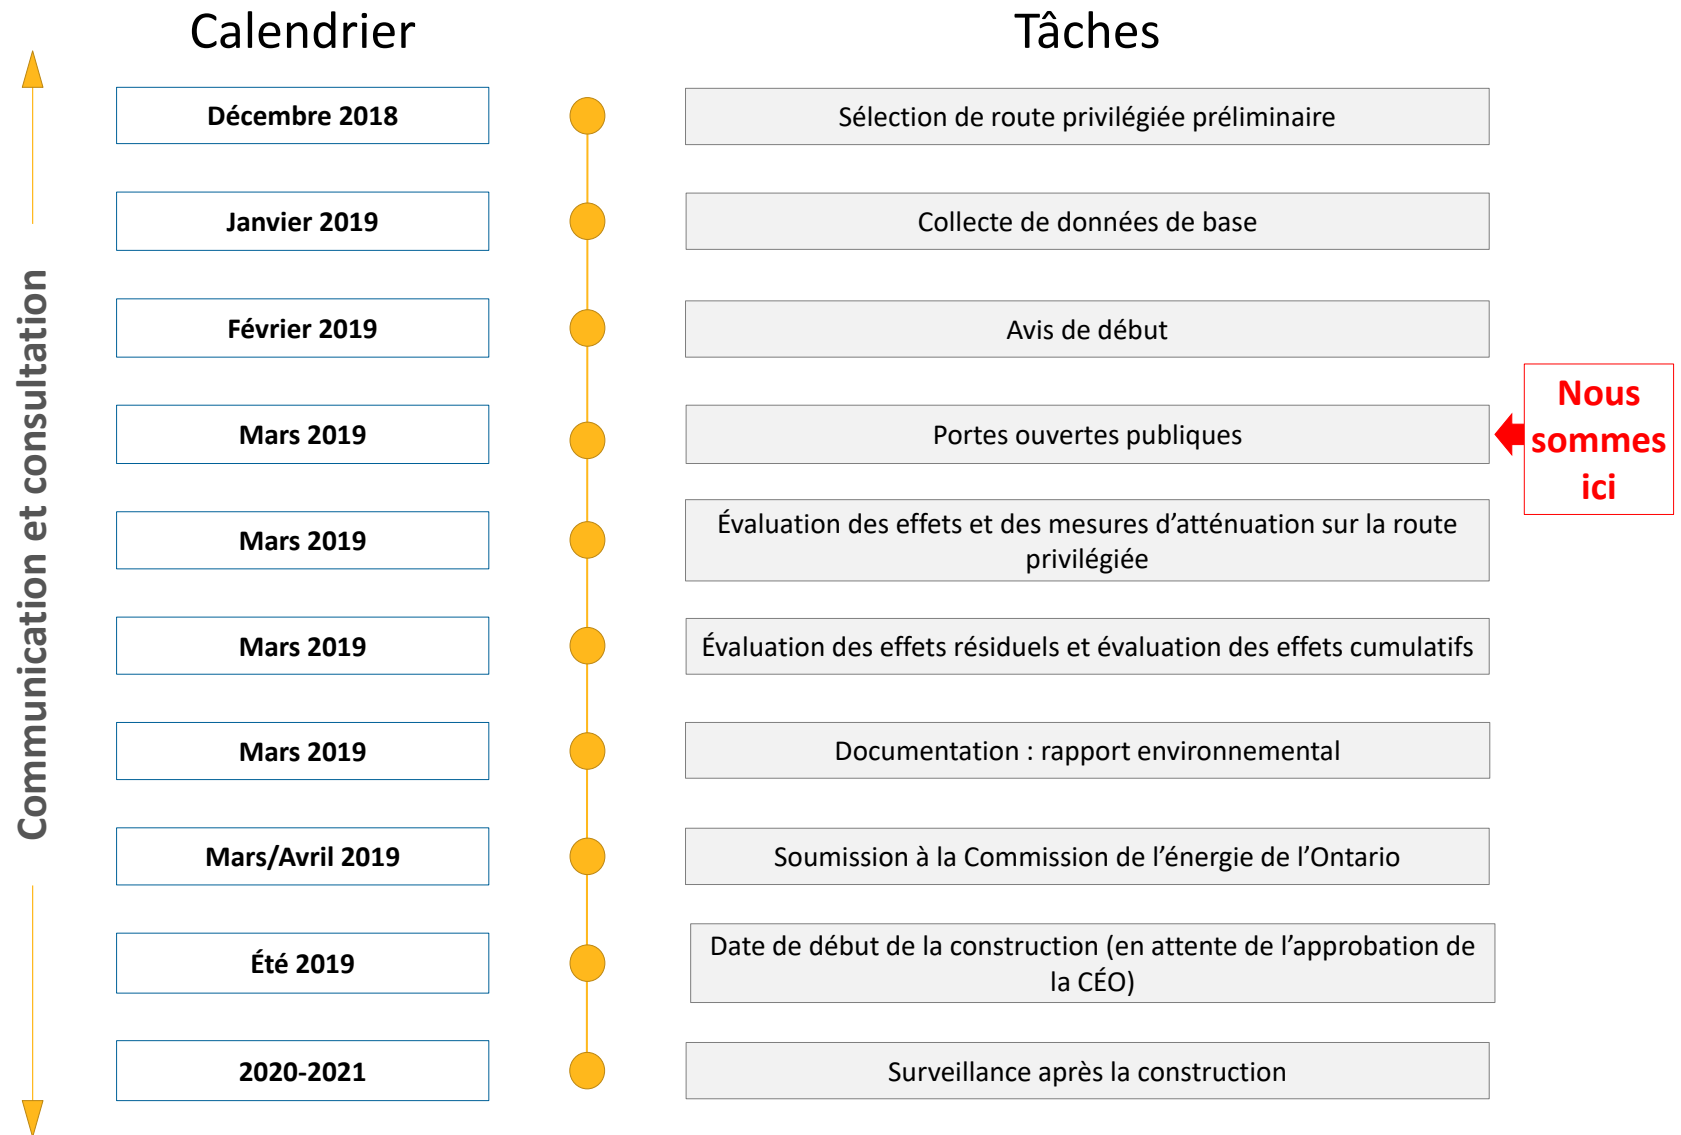 Calendrier
Tâches
Communication et consultation
Décembre 2018
Sélection de route privilégiée préliminaire
Janvier 2019
Collecte de données de base
Février 2019
Avis de début
Mars 2019
Portes ouvertes publiques
Nous
sommes
ici
Mars 2019
Évaluation des effets et des mesures d’atténuation sur la route
privilégiée
Mars 2019
Évaluation des effets résiduels et évaluation des effets cumulatifs
Mars 2019
Documentation : rapport environnemental
Mars/Avril 2019
Soumission à la Commission de l’énergie de l’Ontario
Été 2019
Date de début de la construction (en attente de l’approbation de
la CÉO)
2020-2021
Surveillance après la construction